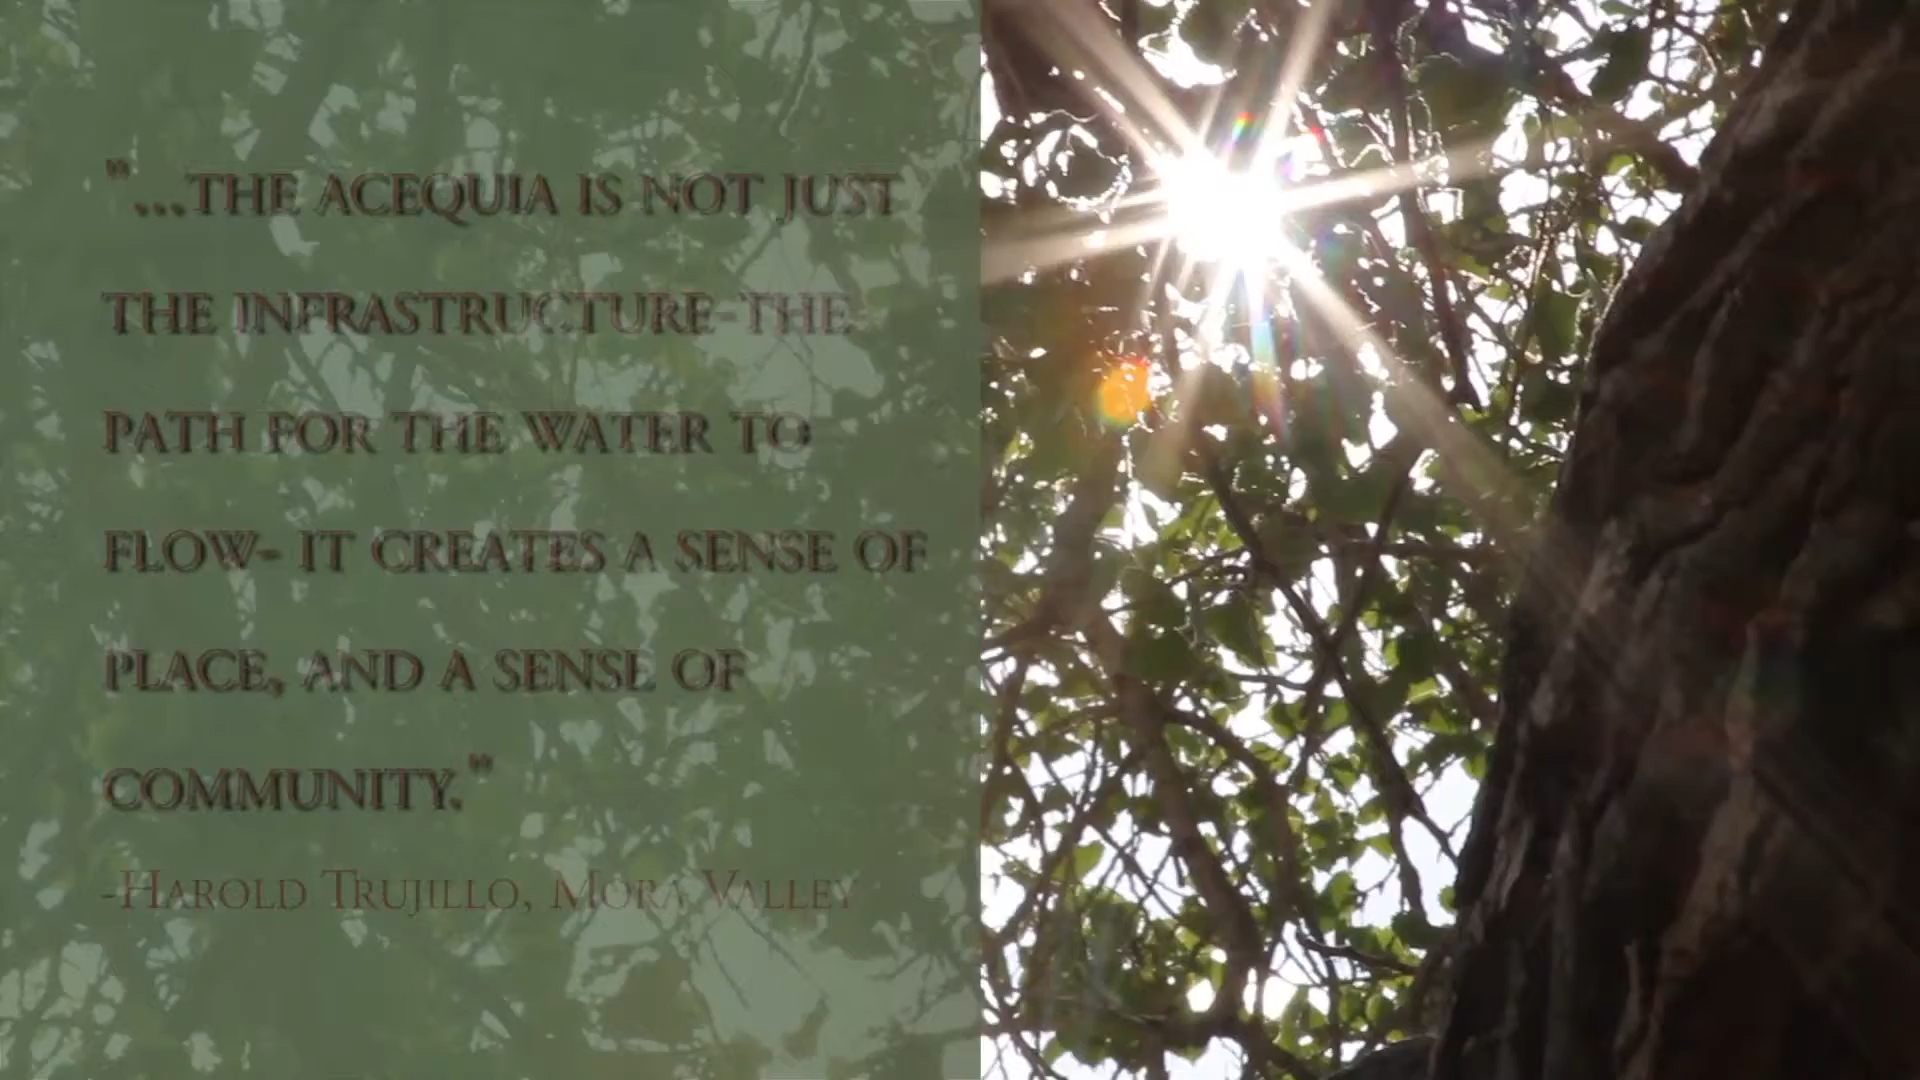 "...THE ACEQUIA IS NOT JUST
THE INFRASTRUCTURE-THE
PATH FOR THE WATER TO
FLOW- IT CREATES A SENSE OF
PLACE, AND A SENSE OF
COMMUNITY."
-HAROLD TRUJILLO, MORA VALLEY